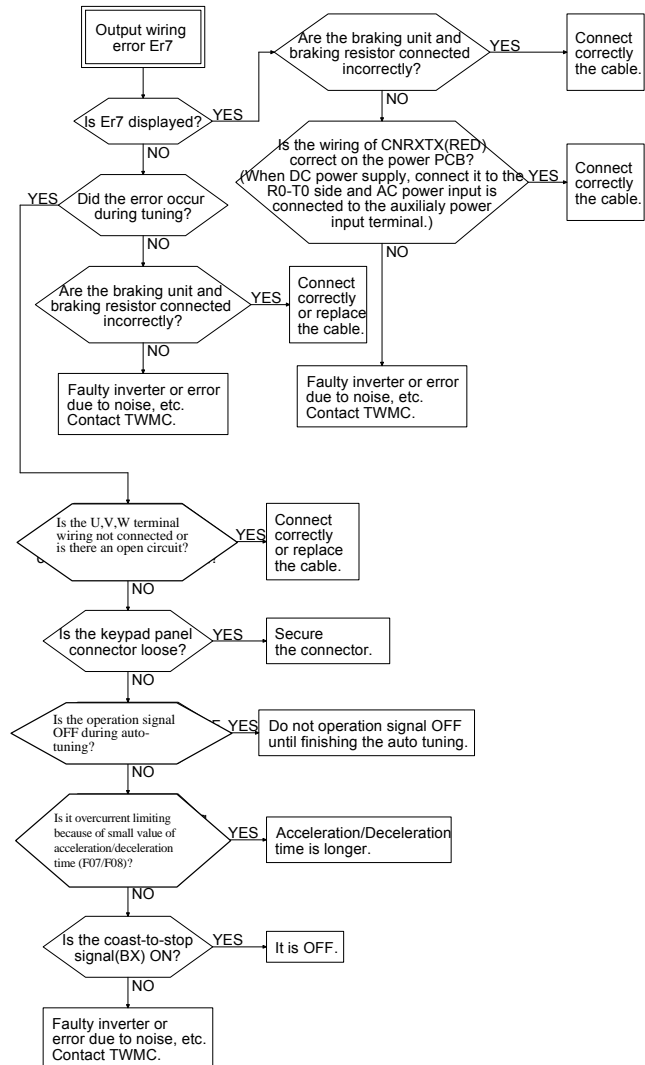 Output wiring
error Er7
Is Er7 displayed?
YES
NO
Are the braking unit and
braking resistor connected
incorrectly?
YES
Connect
correctly
the cable.
NO
Is the wiring of CNRXTX(RED)
correct on the power PCB?
(When DC power supply, connect it to the
R0-T0 side and AC power input is
connected to the auxilialy power
input terminal.)
YES
Connect
correctly
the cable.
NO
Faulty inverter or error
due to noise, etc.
Contact TWMC.
YES
Did the error occur
during tuning?
NO
Are the braking unit and
braking resistor connected
incorrectly?
YES
Connect
correctly
or replace
the cable.
NO
Faulty inverter or error
due to noise, etc.
Contact TWMC.
Is the U,V,W terminal
wiring not connected or
is there an open circuit?
YES
Connect
correctly
or replace
the cable.
NO
Is the keypad panel
connector loose?
YES
Secure
the connector.
NO
Is the operation signal
OFF during auto-
tuning?
YES
Do not operation signal OFF
until finishing the auto tuning.
NO
Is it overcurrent limiting
because of small value of
acceleration/deceleration
time (F07/F08)?
YES
Acceleration/Deceleration
time is longer.
NO
Is the coast-to-stop
signal(BX) ON?
YES
It is OFF.
NO
Faulty inverter or
error due to noise, etc.
Contact TWMC.